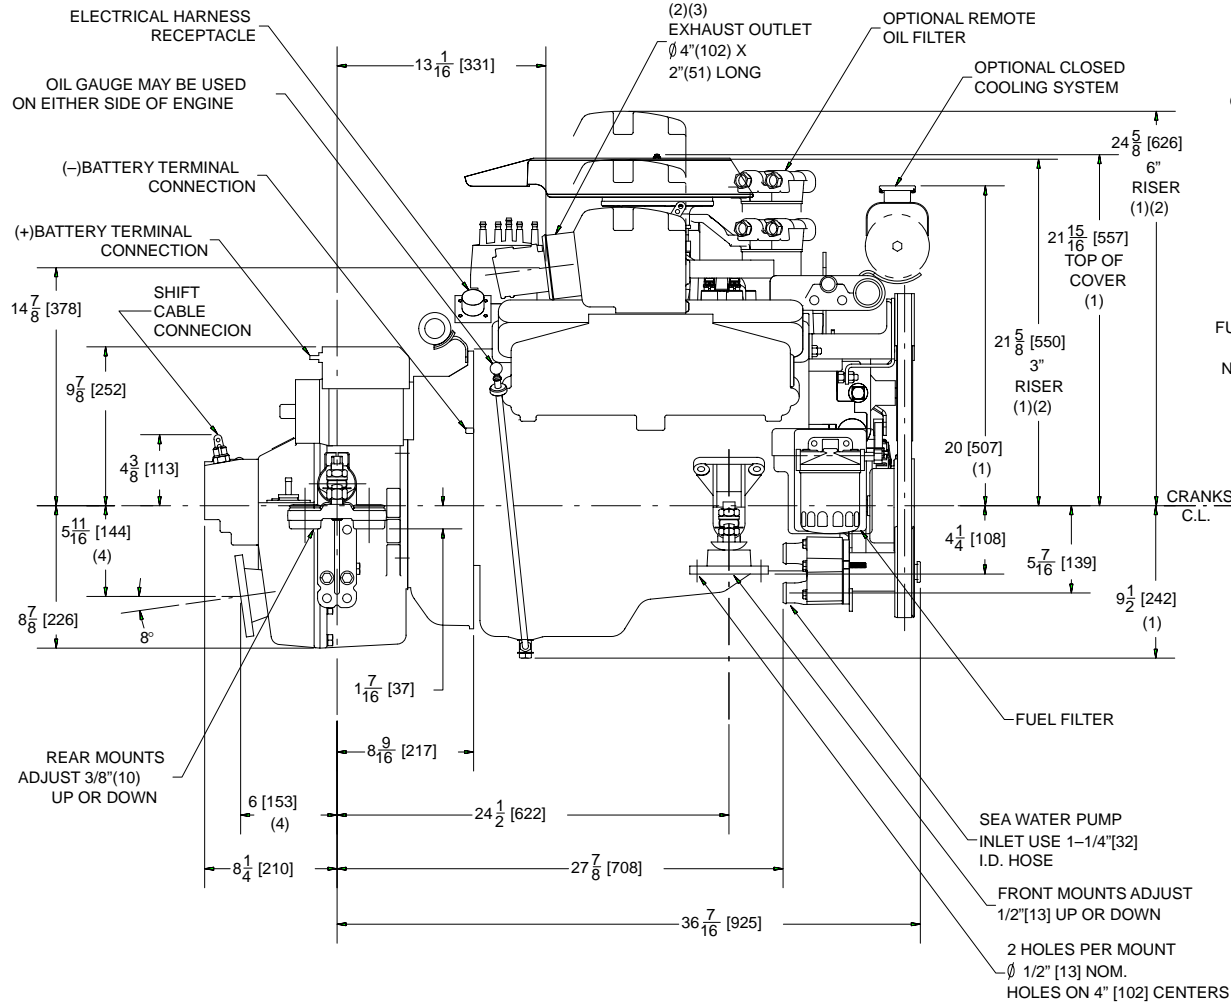 ELECTRICAL HARNESS
RECEPTACLE
OIL GAUGE MAY BE USED
ON EITHER SIDE OF ENGINE
(–)BATTERY TERMINAL
CONNECTION
(+)BATTERY TERMINAL
CONNECTION
SHIFT
CABLE
CONNECION
13 1/16 [331]
(2)(3)
EXHAUST OUTLET
Ø 4"(102) X
2"(51) LONG
OPTIONAL REMOTE
OIL FILTER
OPTIONAL CLOSED
COOLING SYSTEM
24 5/8 [626]
6"
RISER
(1)(2)
21 15/16 [557]
TOP OF
COVER
(1)
21 5/8 [550]
3"
RISER
(1)(2)
20 [507]
(1)
14 7/8 [378]
9 7/8 [252]
4 3/8 [113]
5 11/16 [144]
(4)
8 7/8 [226]
8°
CRANKS
C.L.
4 1/4 [108]
5 7/16 [139]
9 1/2 [242]
(1)
1 7/16 [37]
8 9/16 [217]
FUEL FILTER
REAR MOUNTS
ADJUST 3/8"(10)
UP OR DOWN
6 [153]
(4)
24 1/2 [622]
8 1/4 [210]
27 7/8 [708]
36 7/16 [925]
SEA WATER PUMP
INLET USE 1–1/4"[32]
I.D. HOSE
FRONT MOUNTS ADJUST
1/2"[13] UP OR DOWN
2 HOLES PER MOUNT
Ø 1/2" [13] NOM.
HOLES ON 4" [102] CENTERS
FU
N